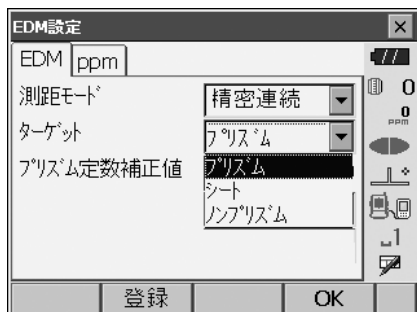 EDM設定
EDM ppm
測距モード 精密連続
ターゲット プリズム
プリズム定数補正値 プリズム
シート
ノンプリズム
登録 OK
0
0
ppm
1